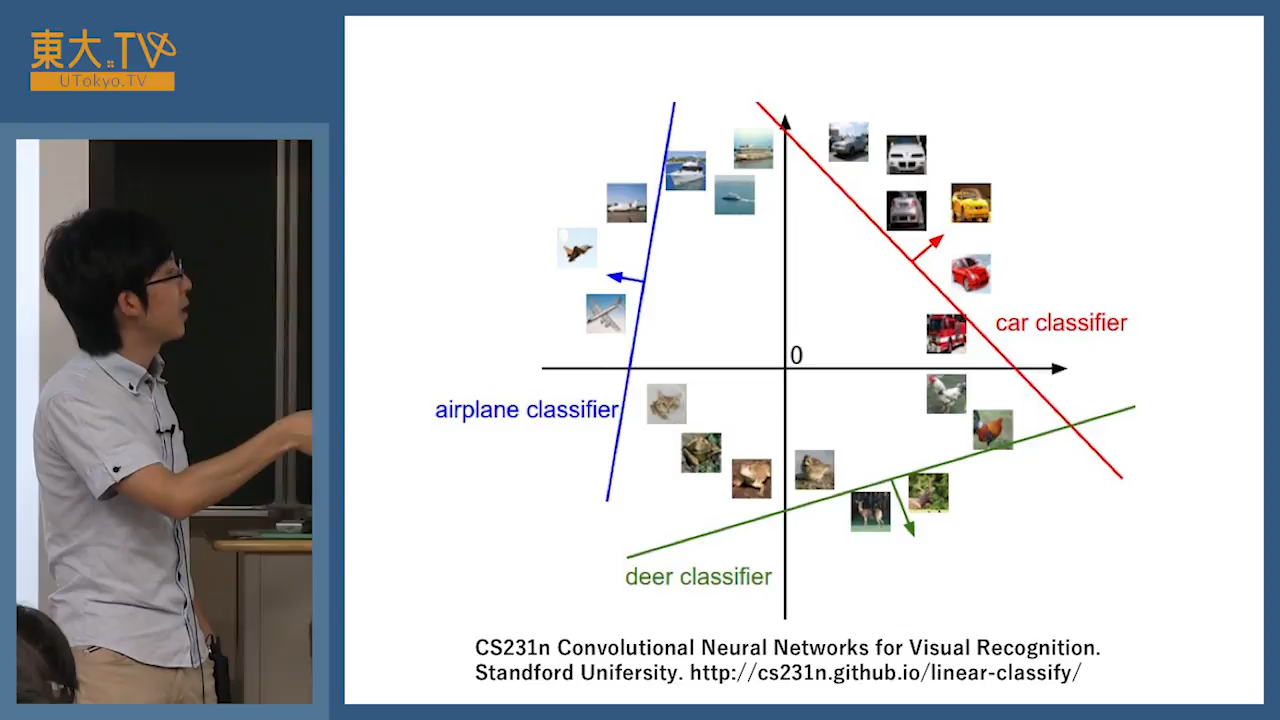 東大.TV
UTokyo.TV
0
car classifier
airplane classifier
deer classifier
CS231n Convolutional Neural Networks for Visual Recognition.
Standford Unifersity. http://cs231n.github.io/linear-classify/